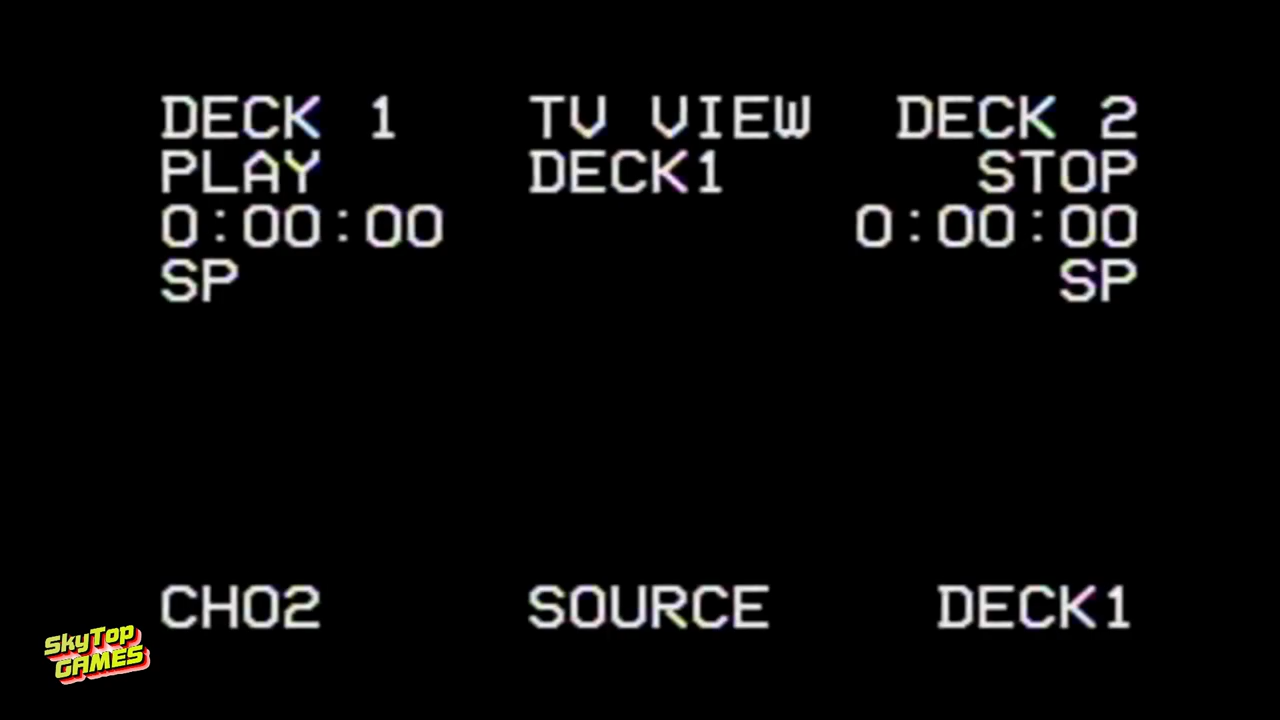 DECK 1 TV VIEW DECK 2
PLAY DECK1 STOP
0:00:00 0:00:00
SP SP
CH02 SOURCE DECK1
SkyTop
GAMES